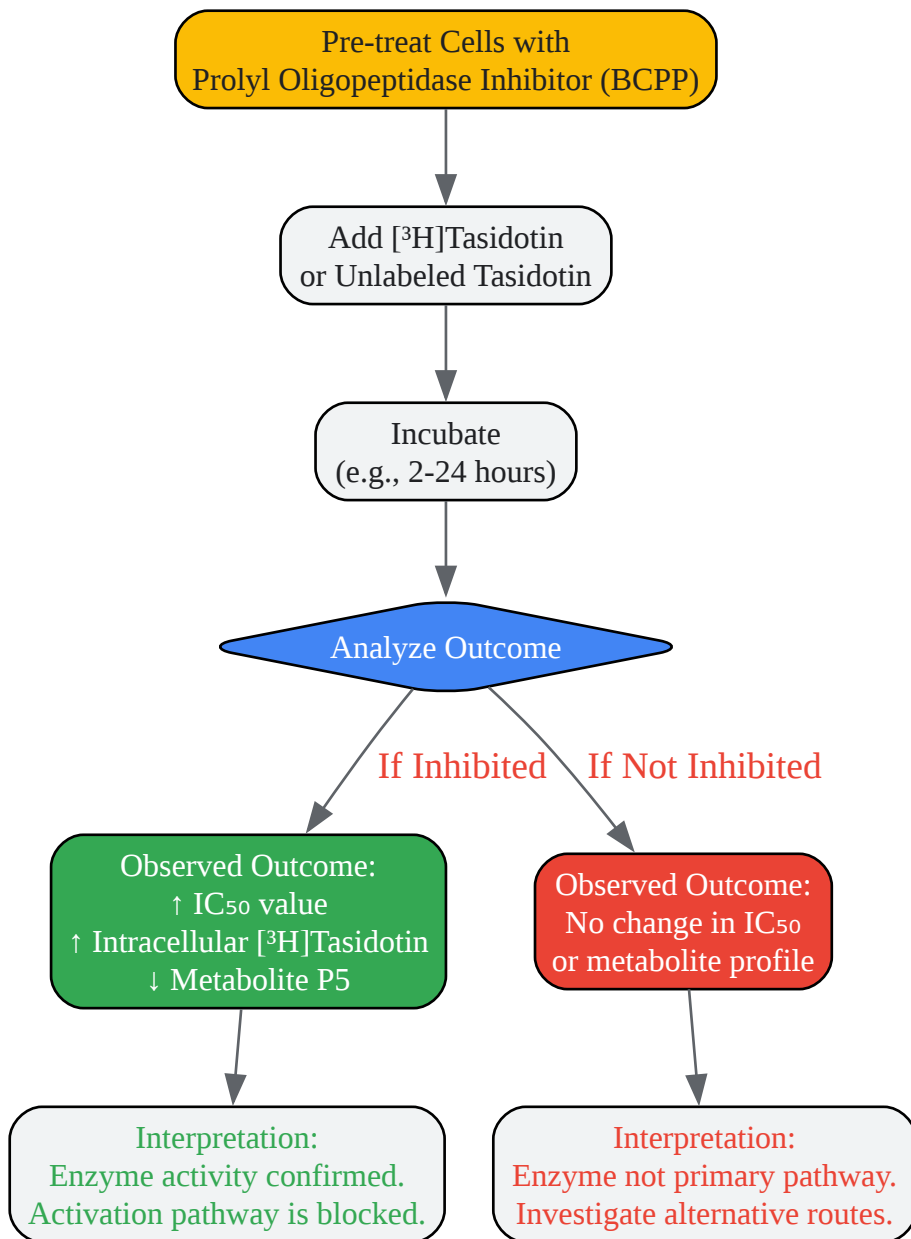 Pre-treat Cells with
Prolyl Oligopeptidase Inhibitor (BCPP)
Add [³H]Tasidotin
or Unlabeled Tasidotin
Incubate
(e.g., 2-24 hours)
Analyze Outcome
If Inhibited
If Not Inhibited
Observed Outcome:
↑ IC₅₀ value
↑ Intracellular [³H]Tasidotin
↓ Metabolite P5
Observed Outcome:
No change in IC₅₀
or metabolite profile
Interpretation:
Enzyme activity confirmed.
Activation pathway is blocked.
Interpretation:
Enzyme not primary pathway.
Investigate alternative routes.